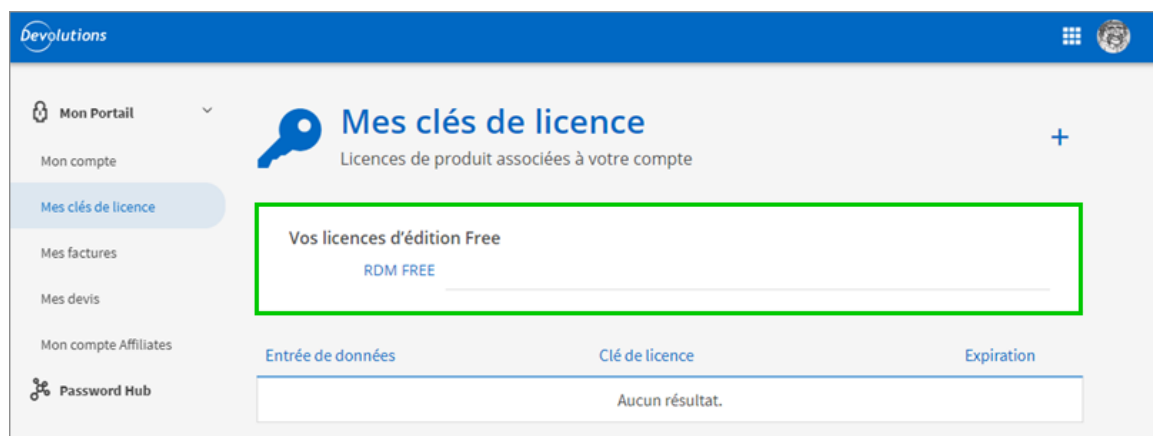 Devolutions
Mon Portail
Mon compte
Mes clés de licence
Mes factures
Mes devis
Mon compte Affiliates
Password Hub
Mes clés de licence
Licences de produit associées à votre compte
Vos licences d'édition Free
RDM FREE
Entrée de données Clé de licence Expiration
Aucun résultat.